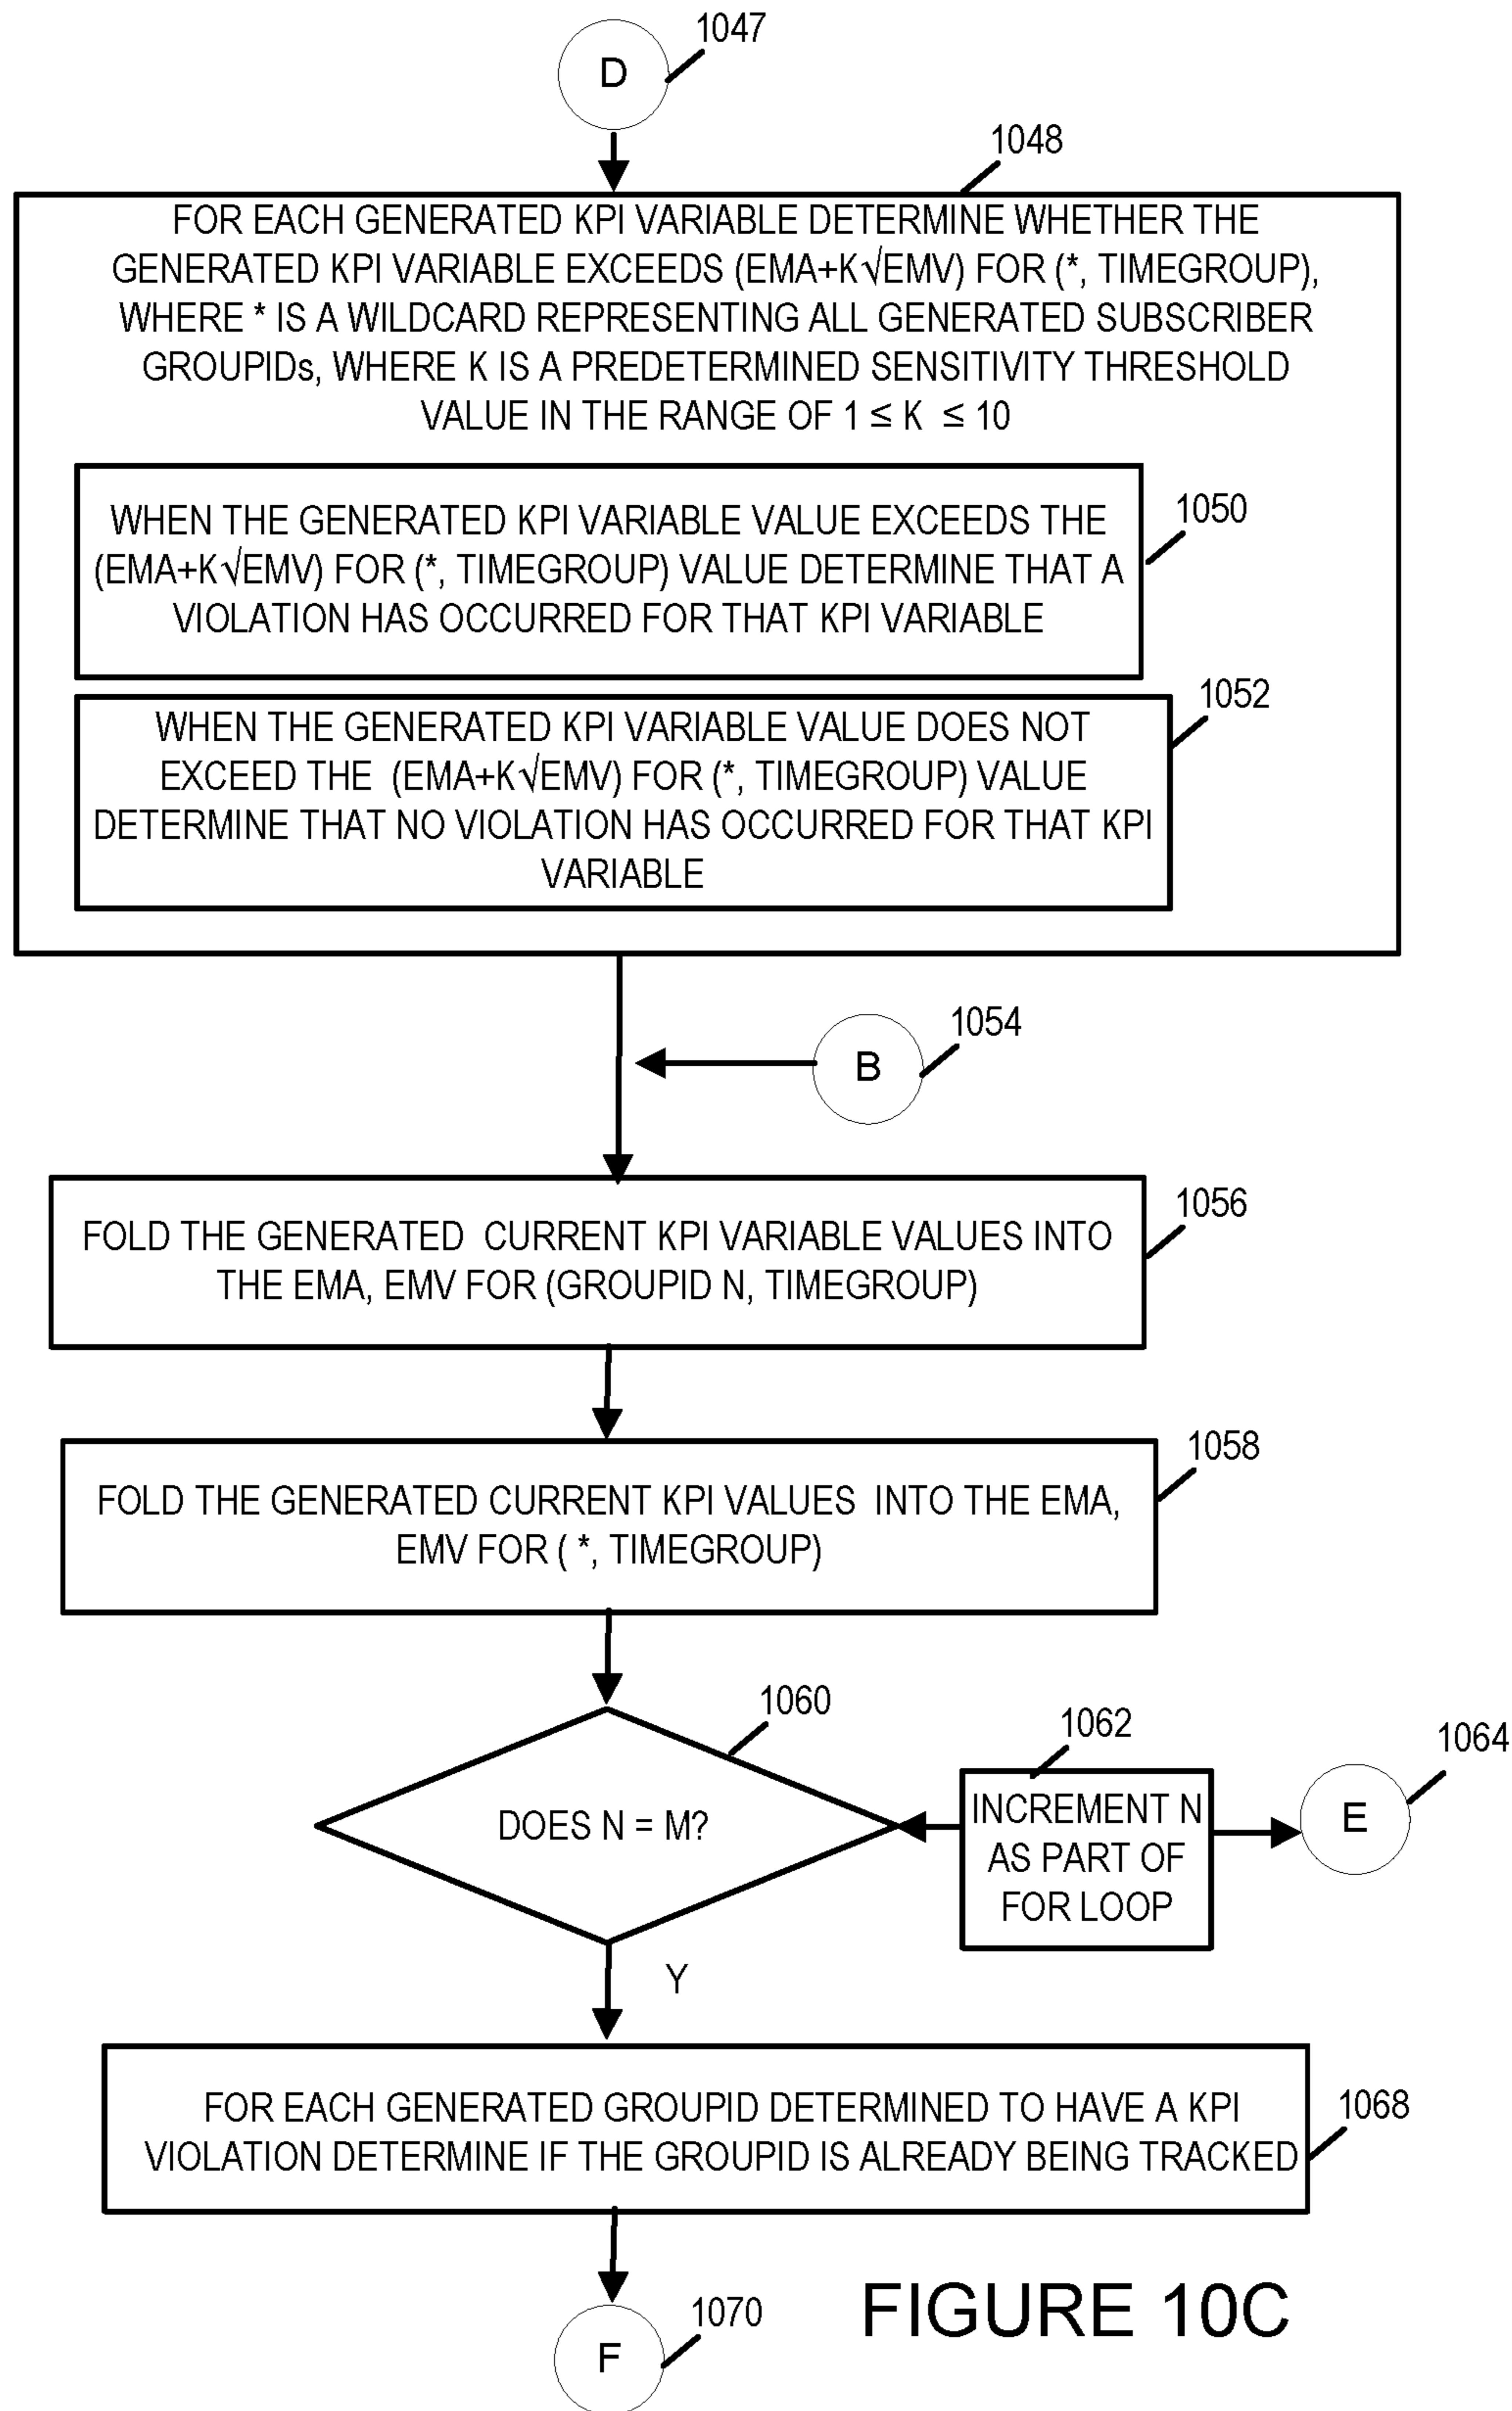 1047
D
1048
FOR EACH GENERATED KPI VARIABLE DETERMINE WHETHER THE
GENERATED KPI VARIABLE EXCEEDS (EMA+K√EMV) FOR (*, TIMEGROUP),
WHERE * IS A WILDCARD REPRESENTING ALL GENERATED SUBSCRIBER
GROUPIDs, WHERE K IS A PREDETERMINED SENSITIVITY THRESHOLD
VALUE IN THE RANGE OF 1 ≤ K ≤ 10
1050
WHEN THE GENERATED KPI VARIABLE VALUE EXCEEDS THE
(EMA+K√EMV) FOR (*, TIMEGROUP) VALUE DETERMINE THAT A
VIOLATION HAS OCCURRED FOR THAT KPI VARIABLE
1052
WHEN THE GENERATED KPI VARIABLE VALUE DOES NOT
EXCEED THE (EMA+K√EMV) FOR (*, TIMEGROUP) VALUE
DETERMINE THAT NO VIOLATION HAS OCCURRED FOR THAT KPI
VARIABLE
1054
B
1056
FOLD THE GENERATED CURRENT KPI VARIABLE VALUES INTO
THE EMA, EMV FOR (GROUPID N, TIMEGROUP)
1058
FOLD THE GENERATED CURRENT KPI VALUES INTO THE EMA,
EMV FOR ( *, TIMEGROUP)
1060
DOES N = M?
1062
INCREMENT N
AS PART OF
FOR LOOP
1064
E
Y
1068
FOR EACH GENERATED GROUPID DETERMINED TO HAVE A KPI
VIOLATION DETERMINE IF THE GROUPID IS ALREADY BEING TRACKED
1070
F
FIGURE 10C